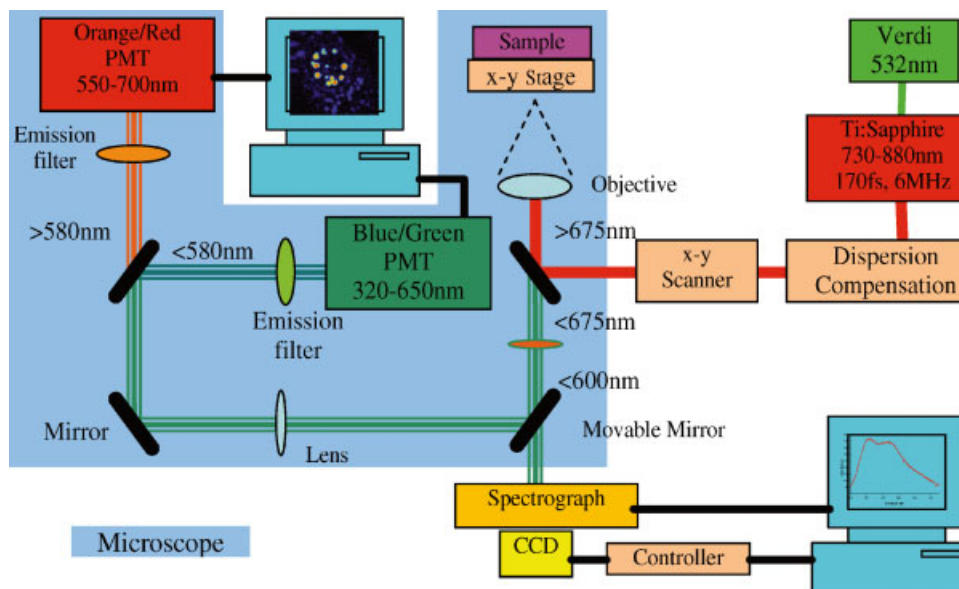 Orange/Red
PMT
550-700nm
Sample
x-y Stage
Verdi
532nm
Ti:Sapphire
730-880nm
170fs, 6MHz
Emission
filter
Objective
>580nm
<580nm
Blue/Green
PMT
320-650nm
>675nm
x-y
Scanner
Dispersion
Compensation
Emission
filter
<675nm
<600nm
Mirror
Lens
Movable Mirror
Spectrograph
Microscope
CCD
Controller